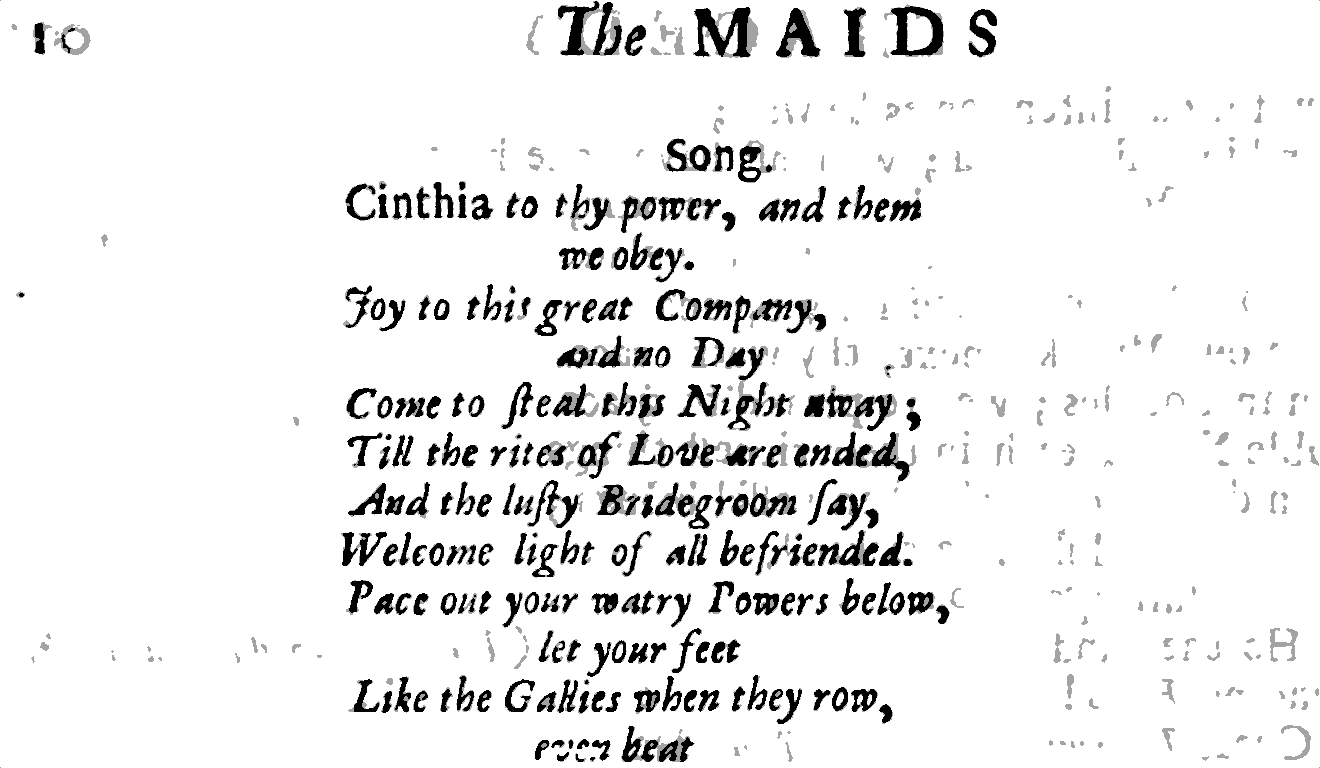 10 The MAIDS
Song.
Cinthia to thy power, and them
we obey.
Joy to this great Company,
and no Day
Come to ſteal this Night away;
Till the rites of Love are ended,
And the luſty Bridegroom ſay,
Welcome light of all befriended.
Pace out your watry Powers below,
let your feet
Like the Gallies when they row,
even beat